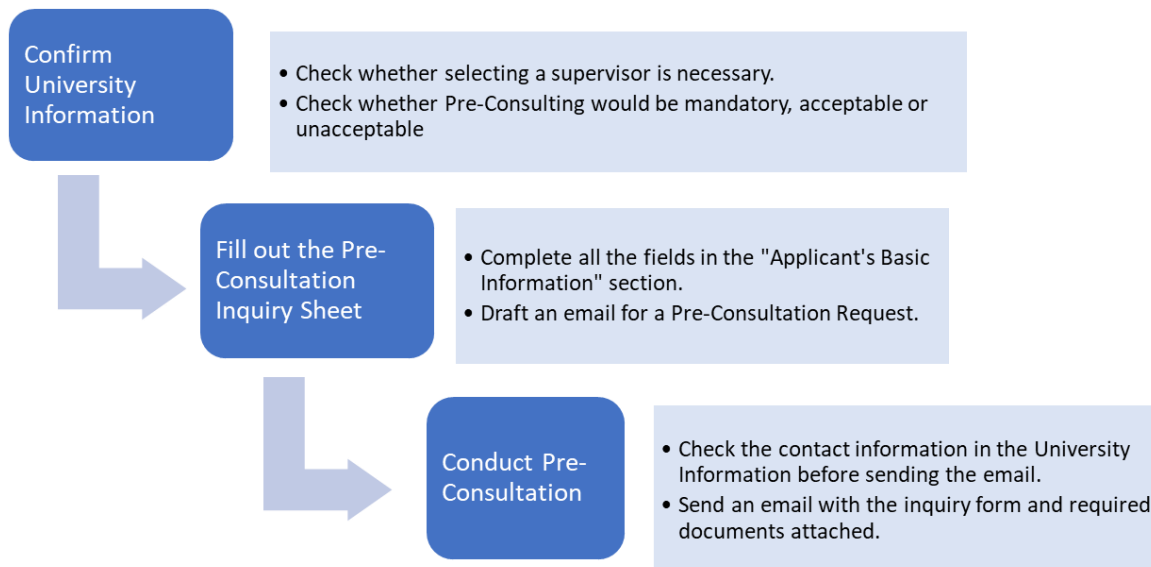 Confirm
University
Information
• Check whether selecting a supervisor is necessary.
• Check whether Pre-Consulting would be mandatory, acceptable or
unacceptable
Fill out the Pre-
Consultation
Inquiry Sheet
• Complete all the fields in the "Applicant's Basic
Information" section.
• Draft an email for a Pre-Consultation Request.
Conduct Pre-
Consultation
• Check the contact information in the University
Information before sending the email.
• Send an email with the inquiry form and required
documents attached.